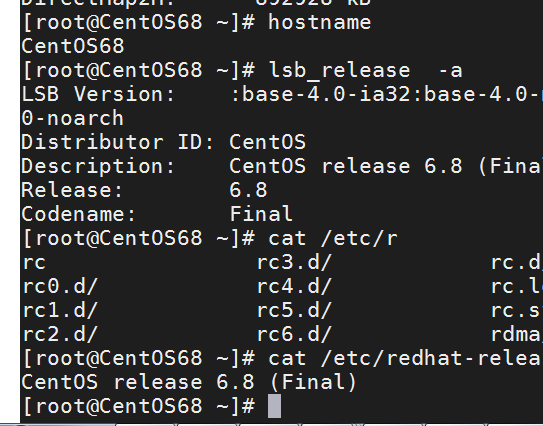 [root@CentOS68 ~]# hostname
CentOS68
[root@CentOS68 ~]# lsb_release  -a
LSB Version:    :base-4.0-ia32:base-4.0-
0-noarch
Distributor ID: CentOS
Description:    CentOS release 6.8 (Fina
Release:        6.8
Codename:       Final
[root@CentOS68 ~]# cat /etc/r
rc                rc3.d/             rc.d
rc0.d/            rc4.d/             rc.l
rc1.d/            rc5.d/             rc.s
rc2.d/            rc6.d/             rdma
[root@CentOS68 ~]# cat /etc/redhat-relea
CentOS release 6.8 (Final)
[root@CentOS68 ~]#